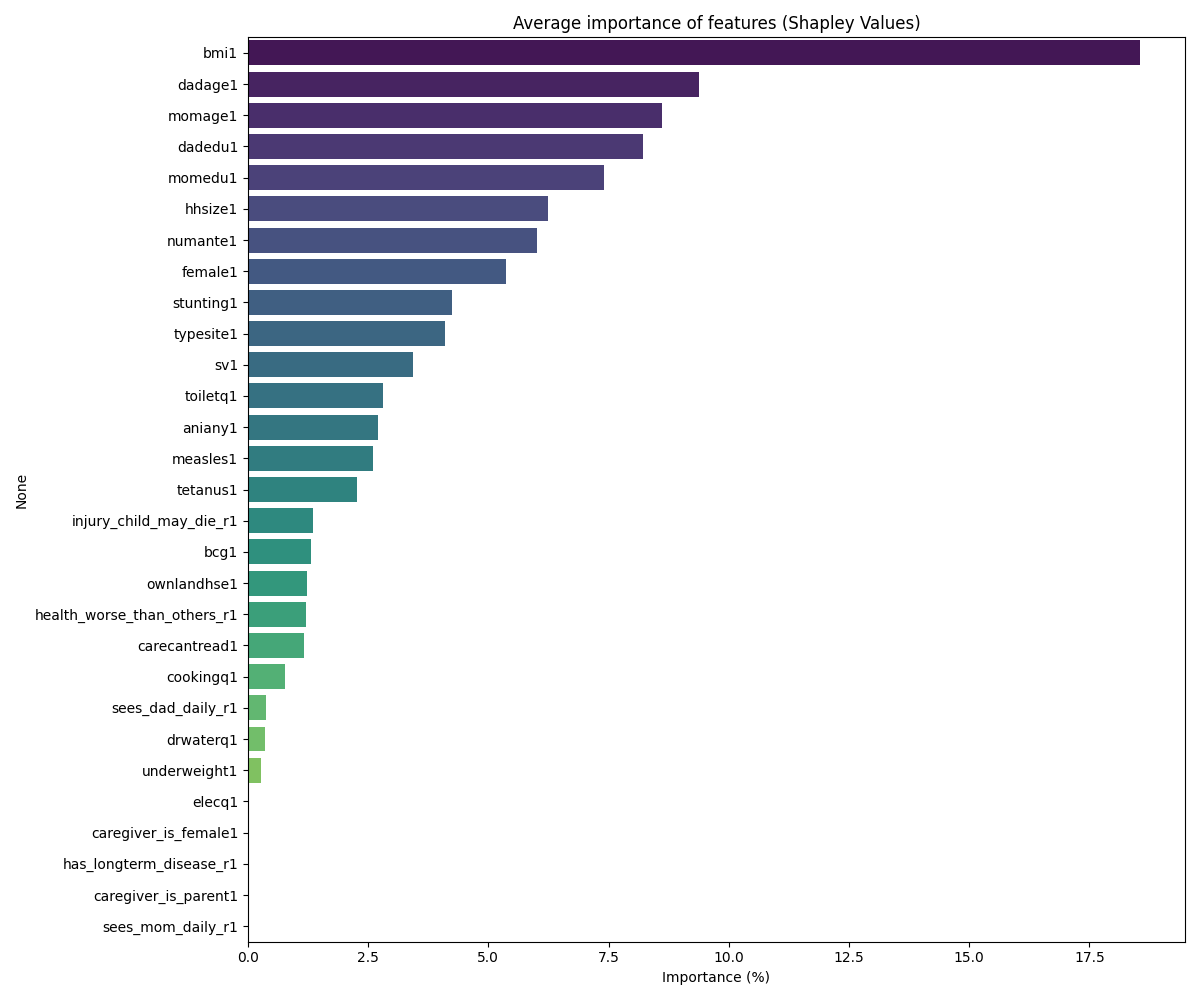 Average importance of features (Shapley Values)
bmi1
dadage1
momage1
dadedu1
momedu1
hhsize1
numante1
female1
stunting1
typesite1
sv1
toiletq1
aniany1
measles1
tetanus1
injury_child_may_die_r1
bcg1
ownlandhse1
health_worse_than_others_r1
carecantread1
cookingq1
sees_dad_daily_r1
drwaterq1
underweight1
elecq1
caregiver_is_female1
has_longterm_disease_r1
caregiver_is_parent1
sees_mom_daily_r1
None
0.0 2.5 5.0 7.5 10.0 12.5 15.0 17.5
Importance (%)